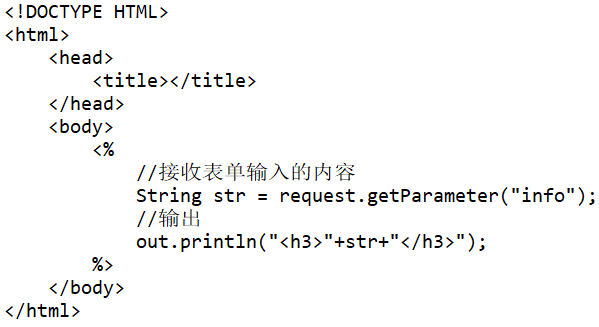 <!DOCTYPE HTML>
<html>
    <head>
        <title></title>
    </head>
    <body>
        <%
            //接收表单输入的内容
            String str = request.getParameter("info");
            //输出
            out.println("<h3>"+str+"</h3>");
        %>
    </body>
</html>